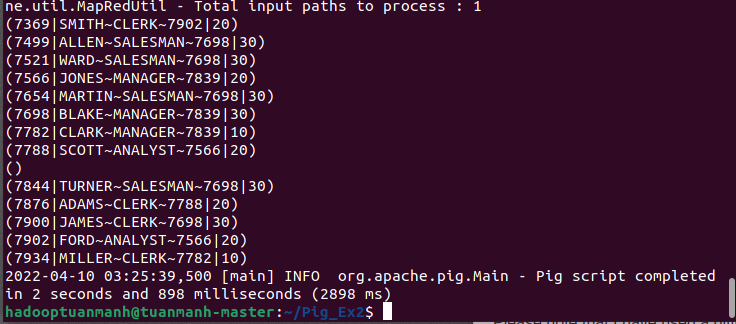 ne.util.MapRedUtil - Total input paths to process : 1
(7369|SMITH~CLERK~7902|20)
(7499|ALLEN~SALESMAN~7698|30)
(7521|WARD~SALESMAN~7698|30)
(7566|JONES~MANAGER~7839|20)
(7654|MARTIN~SALESMAN~7698|30)
(7698|BLAKE~MANAGER~7839|30)
(7782|CLARK~MANAGER~7839|10)
(7788|SCOTT~ANALYST~7566|20)
()
(7844|TURNER~SALESMAN~7698|30)
(7876|ADAMS~CLERK~7788|20)
(7900|JAMES~CLERK~7698|30)
(7902|FORD~ANALYST~7566|20)
(7934|MILLER~CLERK~7782|10)
2022-04-10 03:25:39,500 [main] INFO  org.apache.pig.Main - Pig script completed
in 2 seconds and 898 milliseconds (2898 ms)
hadooptuanmanh@tuanmanh-master:~/Pig_Ex2$